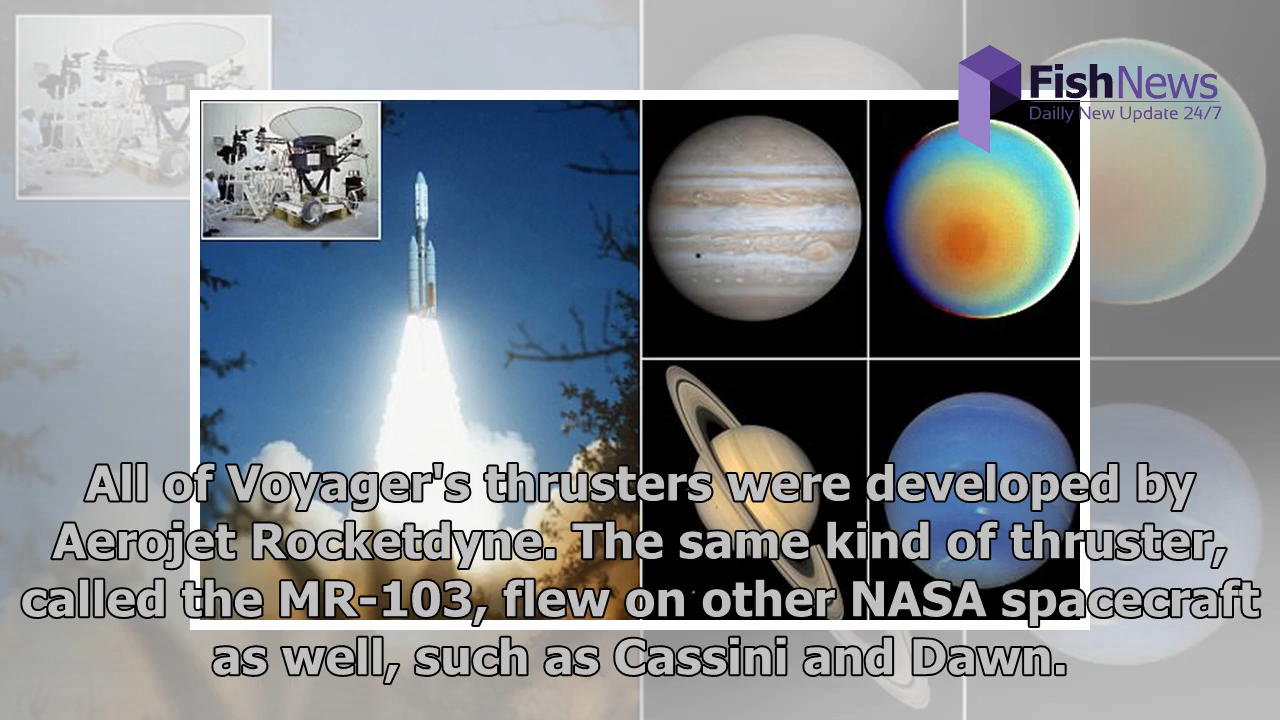 FishNews
Dailly New Update 24/7
All of Voyager's thrusters were developed by
Aerojet Rocketdyne. The same kind of thruster,
called the MR-103, flew on other NASA spacecraft
as well, such as Cassini and Dawn.